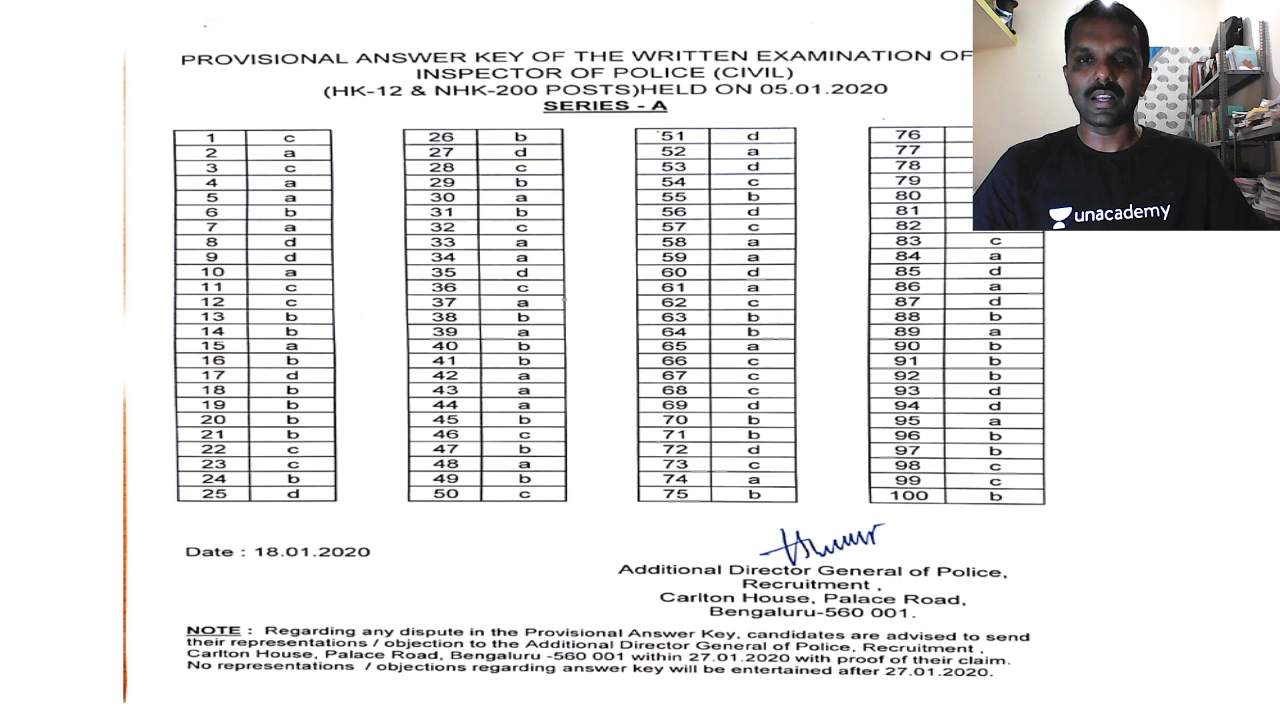 PROVISIONAL ANSWER KEY OF THE WRITTEN EXAMINATION OF
INSPECTOR OF POLICE (CIVIL)
(HK-12 & NHK-200 POSTS)HELD ON 05.01.2020
SERIES - A
1 c
2 a
3 c
4 a
5 a
6 b
7 a
8 d
9 d
10 a
11 c
12 c
13 b
14 b
15 a
16 b
17 d
18 b
19 b
20 b
21 b
22 c
23 c
24 b
25 d
26 b
27 d
28 c
29 b
30 a
31 b
32 c
33 a
34 a
35 d
36 c
37 a
38 b
39 a
40 b
41 b
42 a
43 a
44 a
45 b
46 c
47 b
48 a
49 b
50 c
51 d
52 a
53 d
54 c
55 b
56 d
57 c
58 a
59 a
60 d
61 a
62 c
63 b
64 b
65 a
66 c
67 c
68 c
69 d
70 b
71 b
72 d
73 c
74 a
75 b
76
77
78
79
80
81
82
83 c
84 a
85 d
86 a
87 d
88 b
89 a
90 b
91 b
92 b
93 d
94 d
95 a
96 b
97 b
98 c
99 c
100 b
unacademy
Date : 18.01.2020
Additional Director General of Police,
Recruitment ,
Carlton House, Palace Road,
Bengaluru-560 001.
NOTE : Regarding any dispute in the Provisional Answer Key, candidates are advised to send
their representations / objection to the Additional Director General of Police, Recruitment ,
Carlton House, Palace Road, Bengaluru -560 001 within 27.01.2020 with proof of their claim.
No representations / objections regarding answer key will be entertained after 27.01.2020.